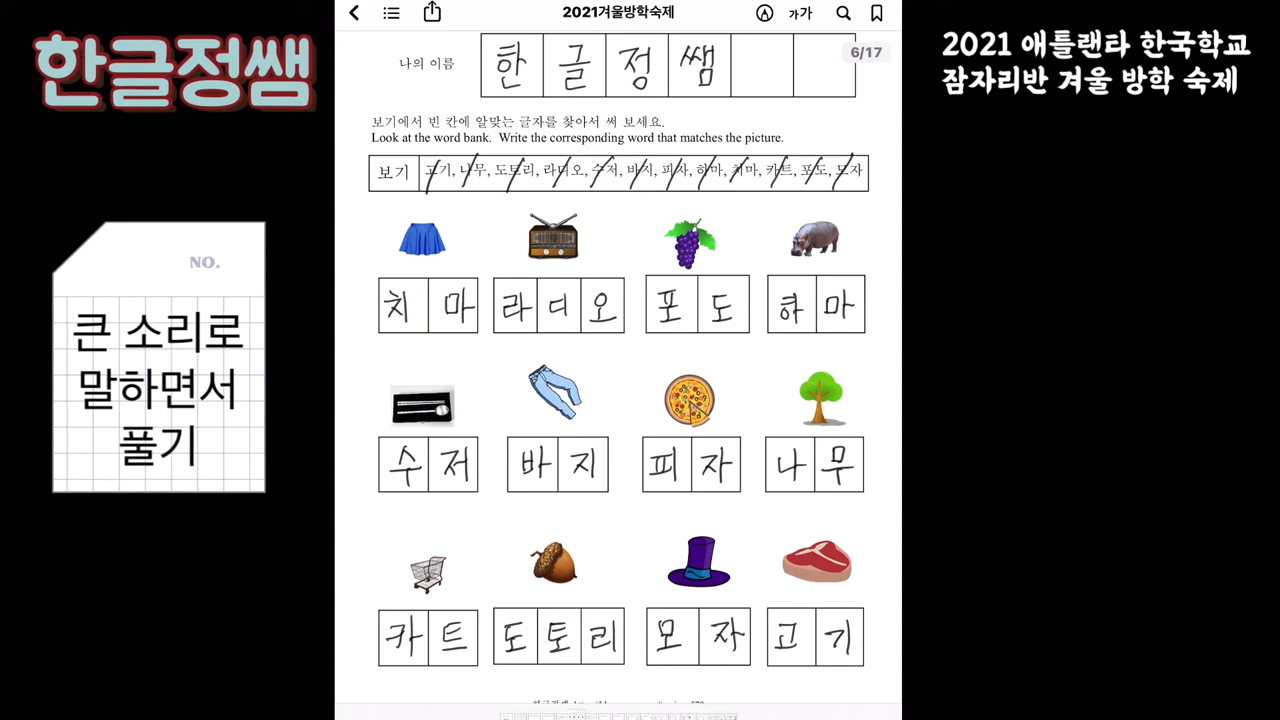 한글정쌤
2021 애틀랜타 한국학교
잠자리반 겨울 방학 숙제
NO.
큰 소리로
말하면서
풀기
2021겨울방학숙제
가가
6/17
나의 이름 한 글 정 쌤
보기에서 빈 칸에 알맞는 글자를 찾아서 써 보세요.
Look at the word bank. Write the corresponding word that matches the picture.
보기 고기, 나무, 도토리, 라디오, 수저, 바지, 피자, 하마, 치마, 카트, 포도, 모자
치 마 라 디 오 포 도 하 마
수 저 바 지 피 자 나 무
카 트 도 토 리 모 자 고 기